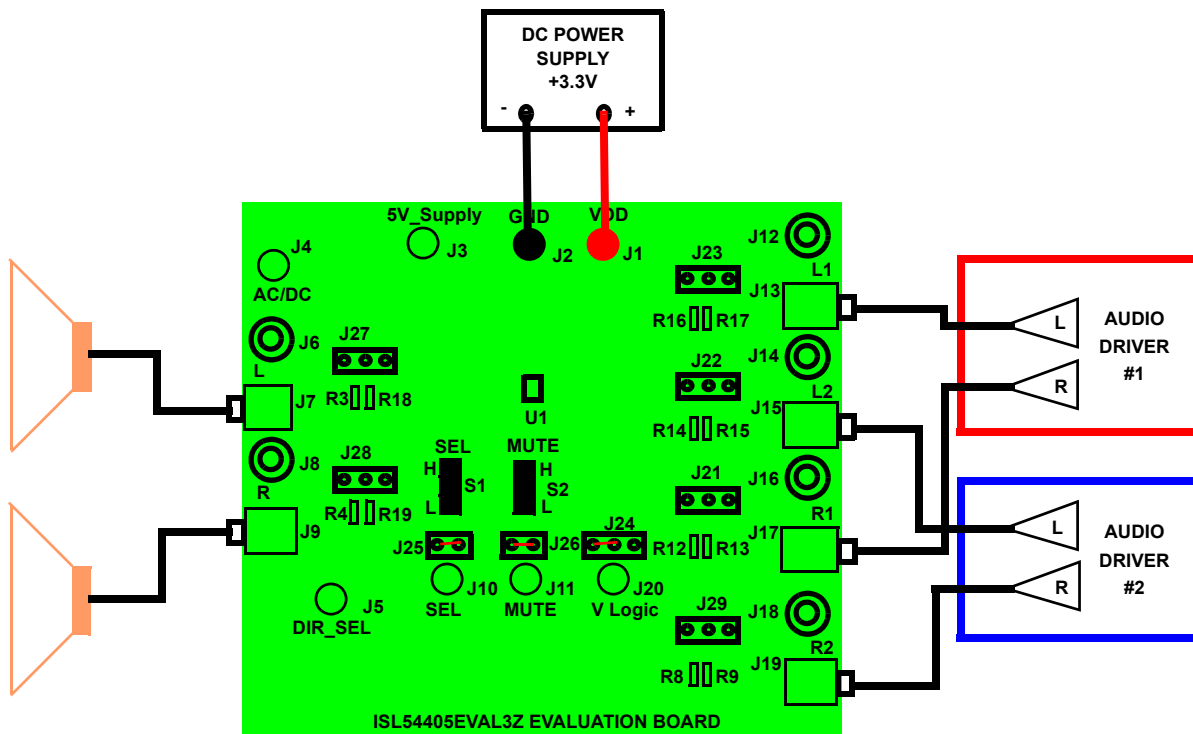 DC POWER
SUPPLY
+3.3V
- +
5V_Supply GND VDD
J4 J3 J2 J1 J12
AC/DC
J23 L1
J13
R16 R17
L
AUDIO
DRIVER
#1
R
J6 J27
L
J14
J22 L2
J7 R3 R18
U1
J15
R14 R15
SEL MUTE
J8 J28
R
H S1 L
H S2 L
J21 J16
R1
R4 R19
J9
J25 J26 J24
R12 R13 J17
L
AUDIO
DRIVER
#2
R
J5
DIR_SEL
J10 J11 J20
SEL MUTE V Logic
J29 J18
R2
J19
R8 R9
ISL54405EVAL3Z EVALUATION BOARD